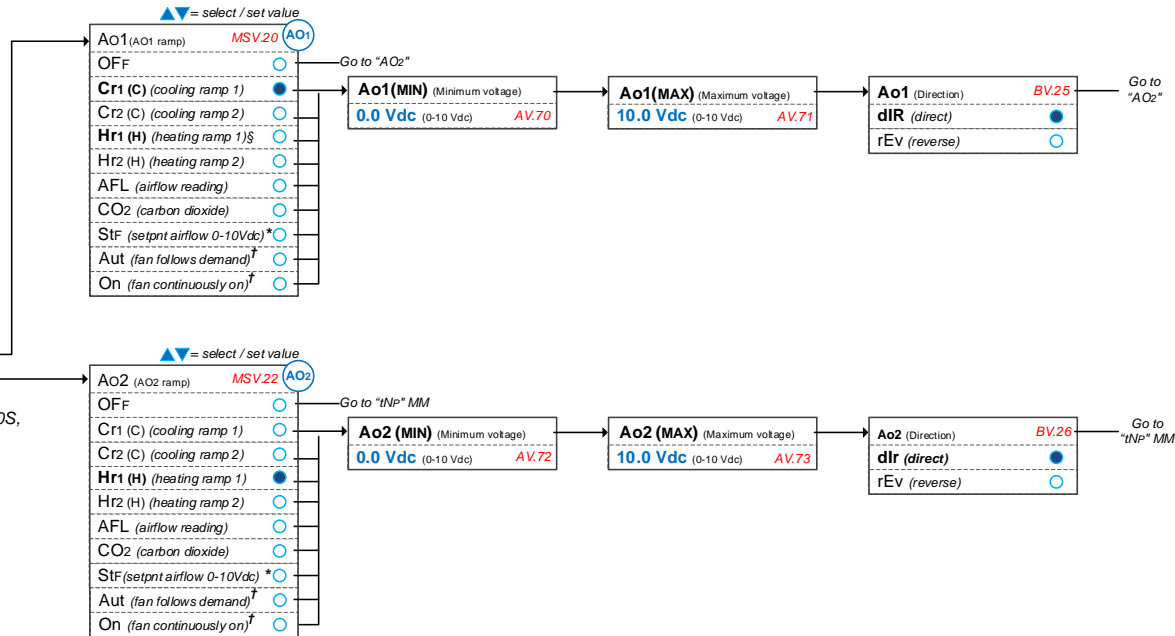 ▲▼= select / set value
Ao1 (AO1 ramp) MSV.20 AO1
OFF
Go to “AO2”
Cr1 (C) (cooling ramp 1)
Cr2 (C) (cooling ramp 2)
Hr1 (H) (heating ramp 1)§
Hr2 (H) (heating ramp 2)
AFL (airflow reading)
CO2 (carbon dioxide)
StF (setpnt airflow 0-10Vdc) *
Aut (fan follows demand)†
On (fan continuously on)†
Ao1(MIN) (Minimum voltage)
0.0 Vdc (0-10 Vdc) AV.70
Ao1(MAX) (Maximum voltage)
10.0 Vdc (0-10 Vdc) AV.71
Ao1 (Direction) BV.25
dIR (direct)
rEv (reverse)
Go to
“AO2”
▲▼= select / set value
Ao2 (AO2 ramp) MSV.22 AO2
OFF
Go to “tNP” MM
Cr1 (C) (cooling ramp 1)
Cr2 (C) (cooling ramp 2)
Hr1 (H) (heating ramp 1)
Hr2 (H) (heating ramp 2)
AFL (airflow reading)
CO2 (carbon dioxide)
StF(setpnt airflow 0-10Vdc) *
Aut (fan follows demand)†
On (fan continuously on)†
Ao2 (MIN) (Minimum voltage)
0.0 Vdc (0-10 Vdc) AV.72
Ao2 (MAX) (Maximum voltage)
10.0 Vdc (0-10 Vdc) AV.73
Ao2 (Direction) BV.26
dIr (direct)
rEv (reverse)
Go to
“tNP” MM